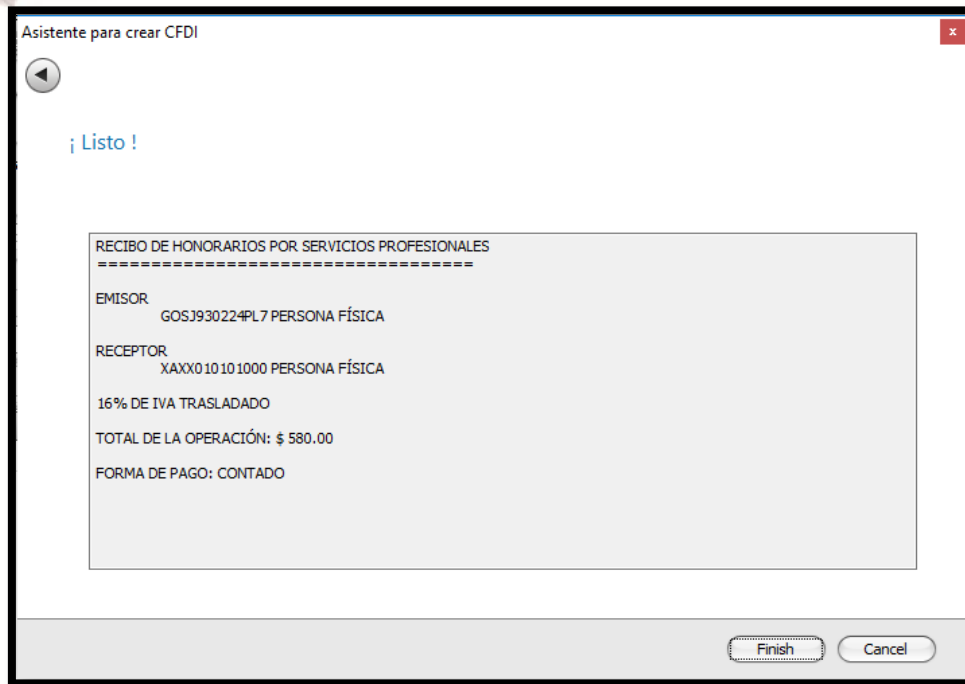 Asistente para crear CFDI
x
¡ Listo !
RECIBO DE HONORARIOS POR SERVICIOS PROFESIONALES
===================================
EMISOR
GOSJ930224PL7 PERSONA FÍSICA
RECEPTOR
XAXX010101000 PERSONA FÍSICA
16% DE IVA TRASLADADO
TOTAL DE LA OPERACIÓN: $ 580.00
FORMA DE PAGO: CONTADO
Finish
Cancel